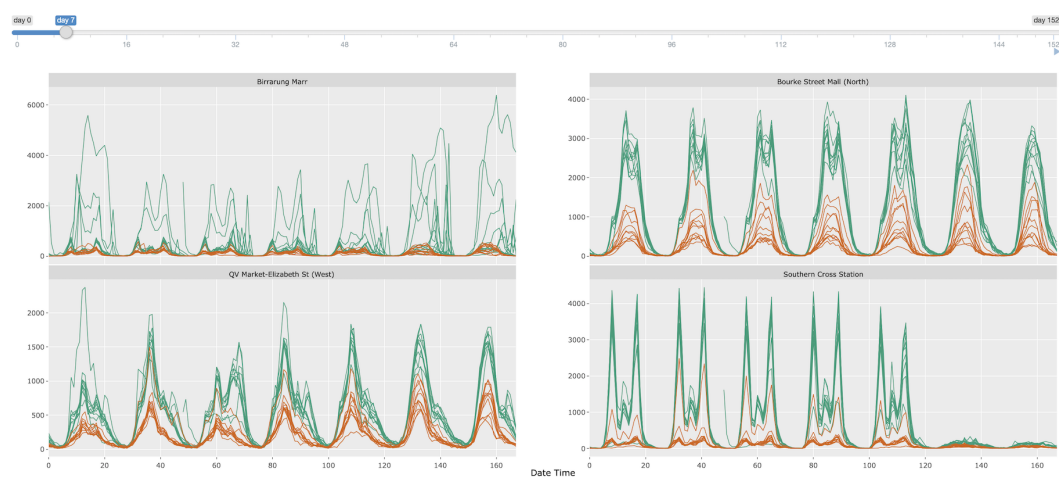 day 0 day 7 day 152
0 16 32 48 64 80 96 112 128 144 152
Birrarung Marr
6000
4000
2000
0
Bourke Street Mall (North)
4000
3000
2000
1000
0
QV Market-Elizabeth St (West)
2000
1500
1000
500
0
0 20 40 60 80 100 120 140 160
Southern Cross Station
4000
3000
2000
1000
0
0 20 40 60 80 100 120 140 160
Date Time